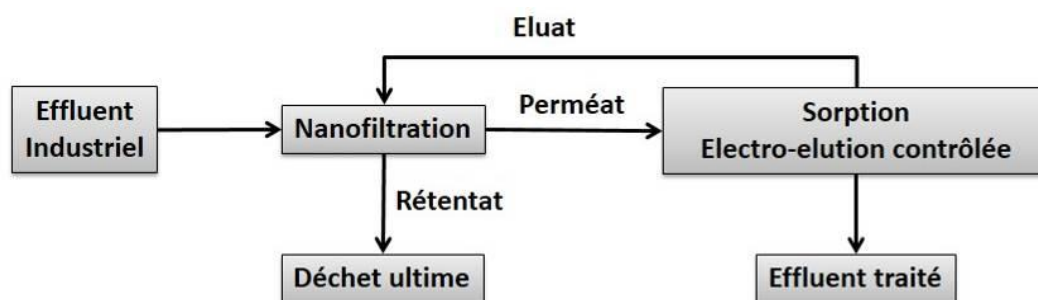 Eluat
Effluent
Industriel
Nanofiltration
Perméat
Sorption
Electro-elution contrôlée
Rétentat
Déchet ultime
Effluent traité